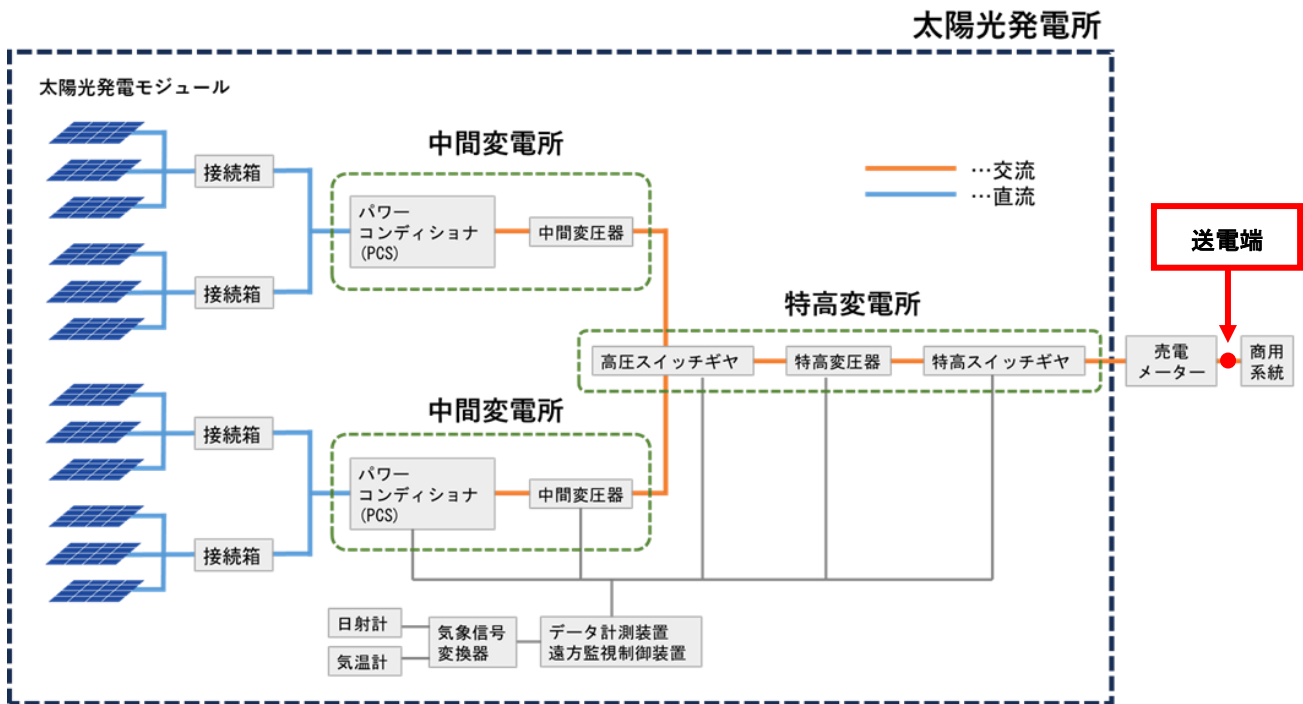 太陽光発電所
太陽光発電モジュール
接続箱
接続箱
中間変電所
パワー
コンディショナ
(PCS)
中間変圧器
…交流
…直流
送電端
特高変電所
高圧スイッチギヤ
特高変圧器
特高スイッチギヤ
売電
メーター
商用
系統
接続箱
接続箱
中間変電所
パワー
コンディショナ
(PCS)
中間変圧器
日射計
気温計
気象信号
変換器
データ計測装置
遠方監視制御装置